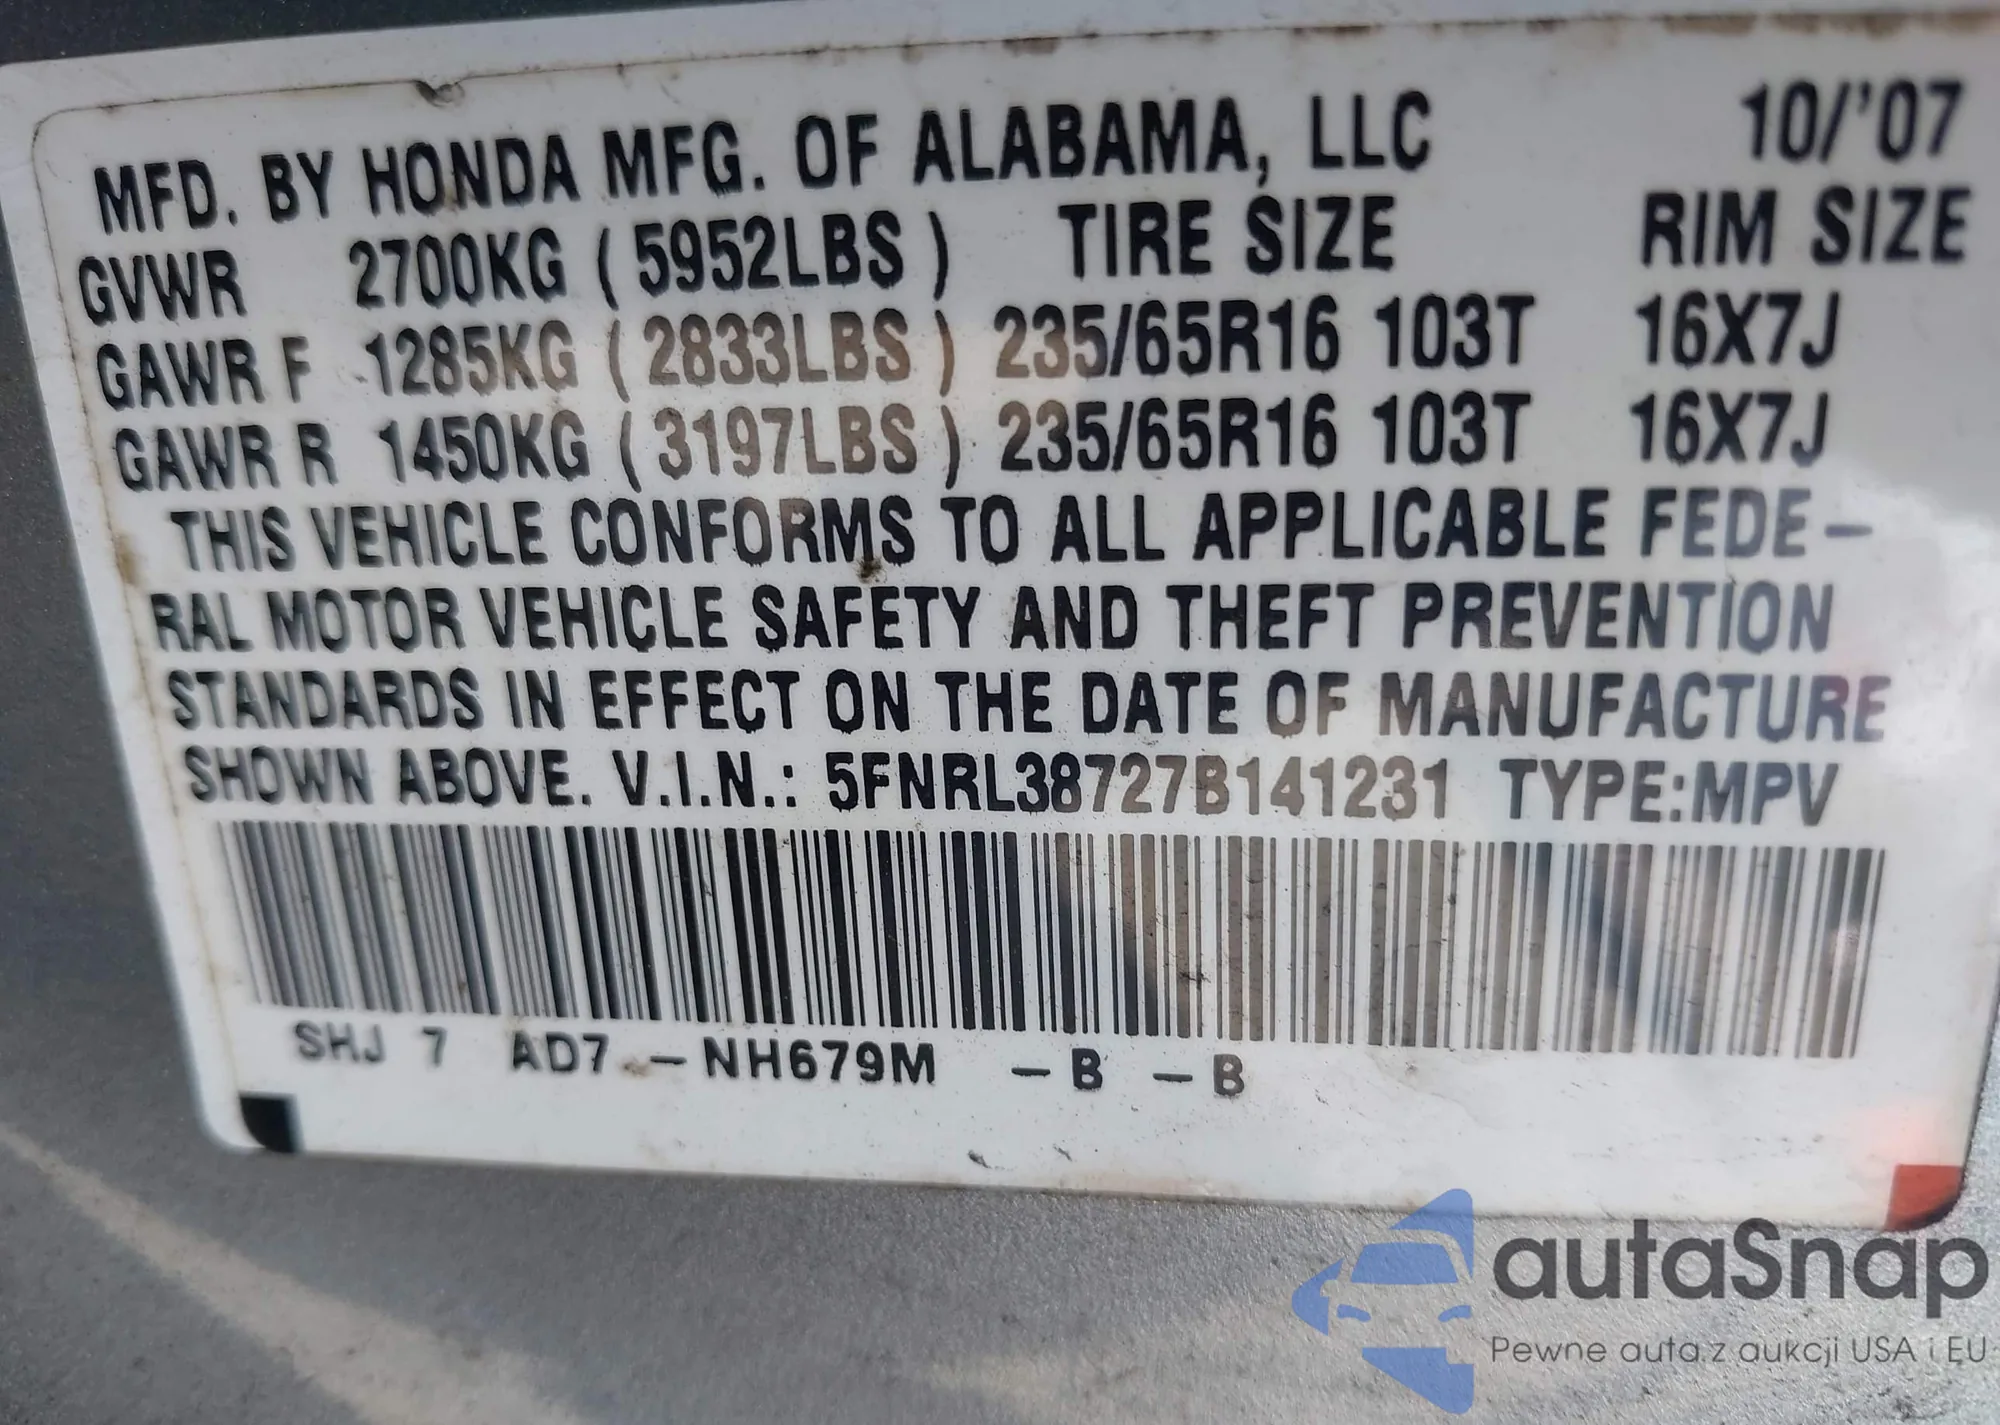 MFD. BY HONDA MFG. OF ALABAMA, LLC 10/'07
GVWR 2700KG (5952LBS) TIRE SIZE RIM SIZE
GAWR F 1285KG (2833LBS) 235/65R16 103T 16X7J
GAWR R 1450KG (3197LBS) 235/65R16 103T 16X7J
THIS VEHICLE CONFORMS TO ALL APPLICABLE FEDE-
RAL MOTOR VEHICLE SAFETY AND THEFT PREVENTION
STANDARDS IN EFFECT ON THE DATE OF MANUFACTURE
SHOWN ABOVE. V.I.N.: 5FNRL38727B141231 TYPE:MPV
SHJ 7 AD7 -NH679M -B -B
autaSnap
Pewne auta z aukcji USA i EU